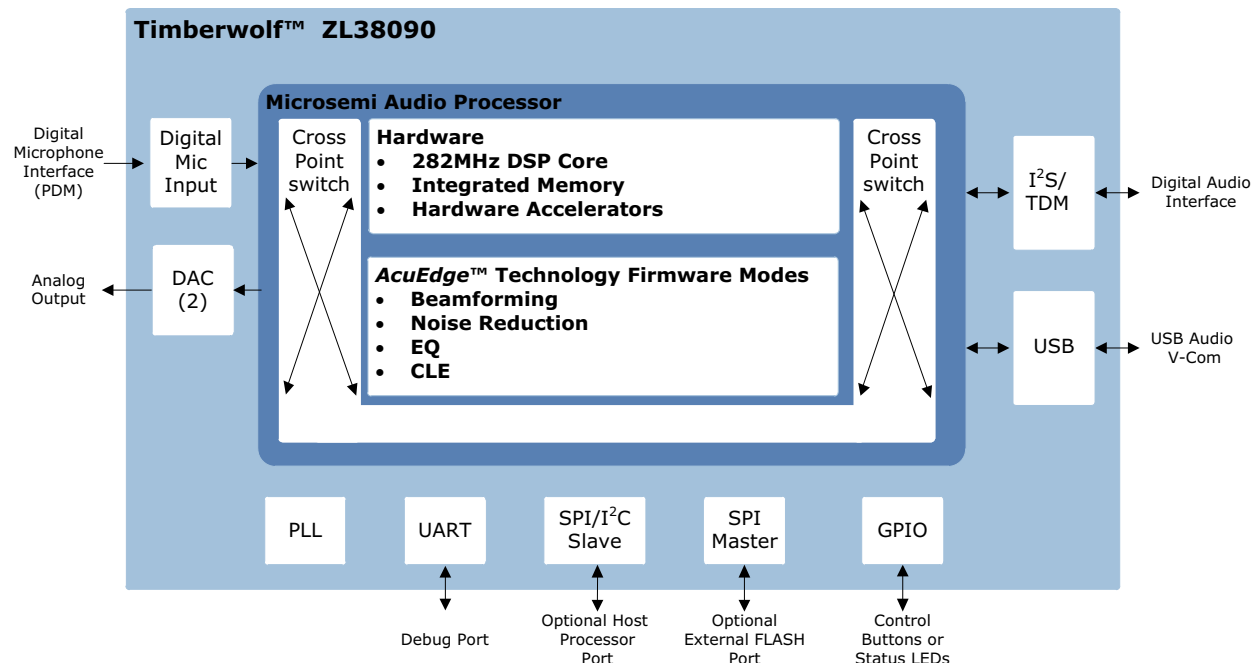 Timberwolf™ ZL38090
Microsemi Audio Processor
Digital
Microphone
Interface
(PDM)
Digital
Mic
Input
Cross
Point
switch
Hardware
• 282MHz DSP Core
• Integrated Memory
• Hardware Accelerators
Cross
Point
switch
I²S/
TDM
Digital Audio
Interface
Analog
Output
DAC
(2)
AcuEdge™ Technology Firmware Modes
• Beamforming
• Noise Reduction
• EQ
• CLE
USB
USB Audio
V-Com
PLL
UART
SPI/I²C
Slave
SPI
Master
GPIO
Debug Port
Optional Host
Processor
Port
Optional
External FLASH
Port
Control
Buttons or
Status LEDs